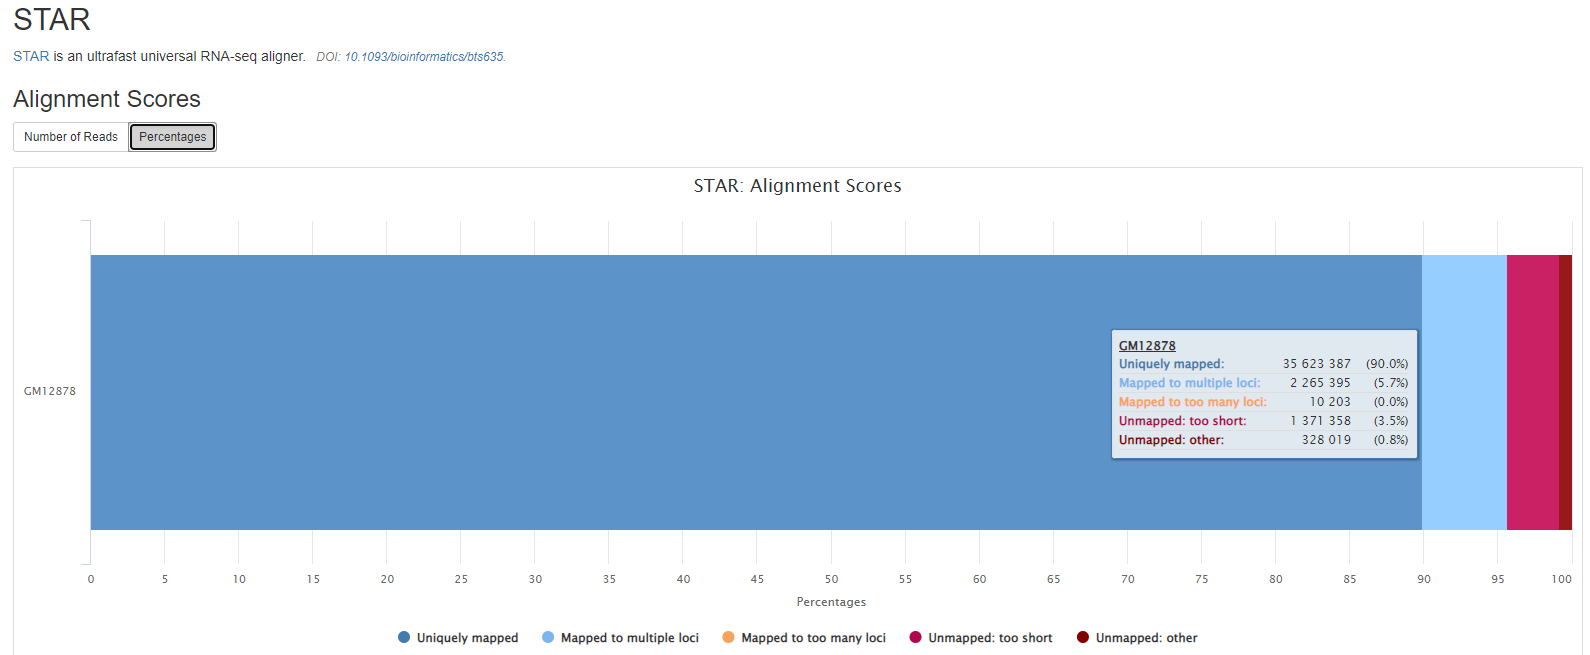 STAR
STAR is an ultrafast universal RNA-seq aligner. DOI: 10.1093/bioinformatics/bts635.
Alignment Scores
Number of Reads Percentages
STAR: Alignment Scores
GM12878
GM12878
Uniquely mapped: 35 623 387 (90.0%)
Mapped to multiple loci: 2 265 395 (5.7%)
Mapped to too many loci: 10 203 (0.0%)
Unmapped: too short: 1 371 358 (3.5%)
Unmapped: other: 328 019 (0.8%)
0 5 10 15 20 25 30 35 40 45 50 55 60 65 70 75 80 85 90 95 100
Percentages
Uniquely mapped Mapped to multiple loci Mapped to too many loci Unmapped: too short Unmapped: other